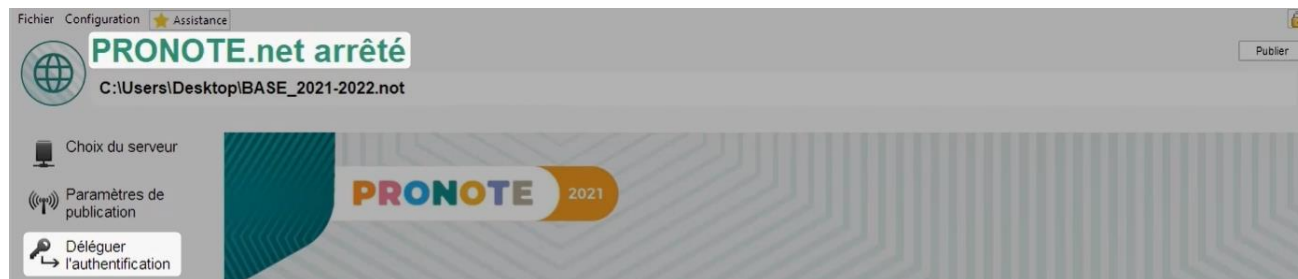 Fichier Configuration Assistance
PRONOTE.net arrêté
Publier
C:\Users\Desktop\BASE_2021-2022.not
Choix du serveur
PRONOTE 2021
Paramètres de
publication
Déléguer
l'authentification